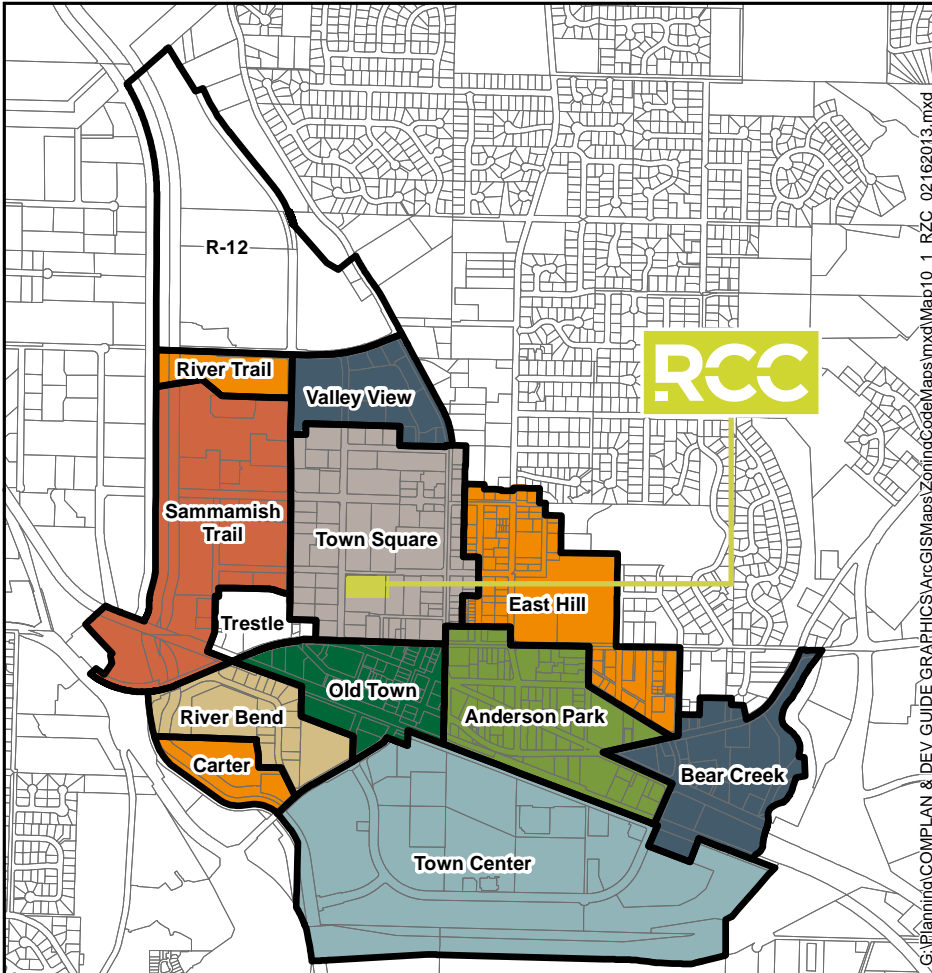 R-12
River Trail
Valley View
RCC
Sammamish
Trail
Town Square
East Hill
Trestle
Old Town
River Bend
Anderson Park
Carter
Bear Creek
Town Center
G:\Planning\COMPLAN & DEV GUIDE GRAPHICS\ArcGISMaps\ZoningCodeMaps\mxd\Map10_1_RZC_02162013.mxd